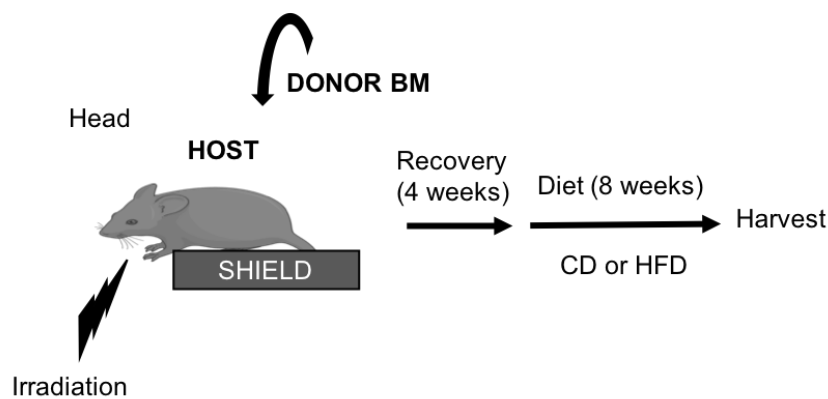 DONOR BM
Head
HOST
SHIELD
Irradiation
Recovery
(4 weeks)
Diet (8 weeks)
CD or HFD
Harvest